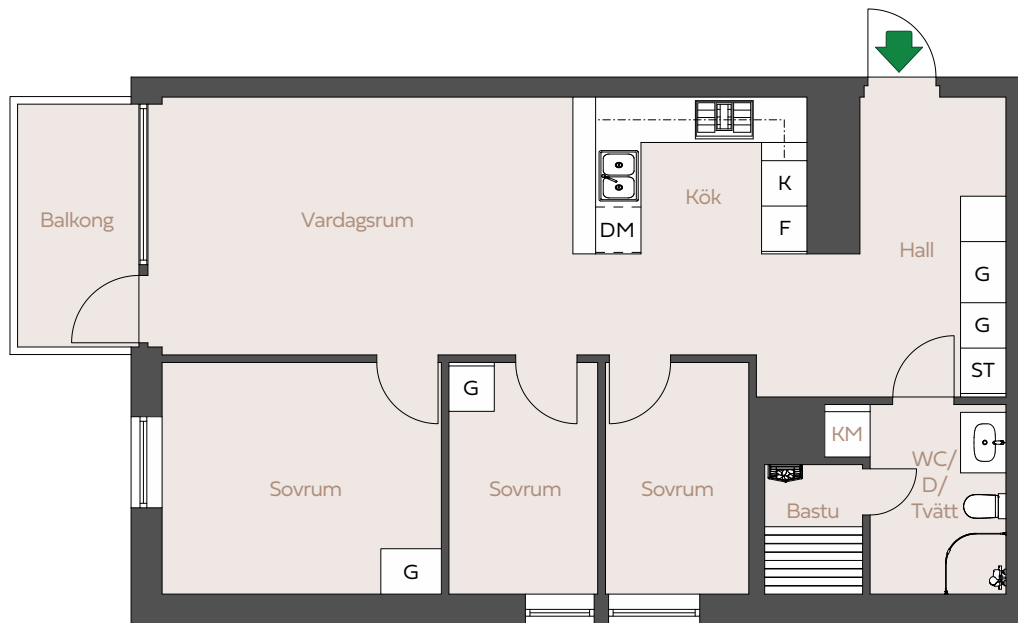 Balkong
Vardagsrum
DM
Kök
K
F
Hall
G
G
ST
G
KM
Sovrum
G
Sovrum
Sovrum
Bastu
WC/
D/
Tvätt